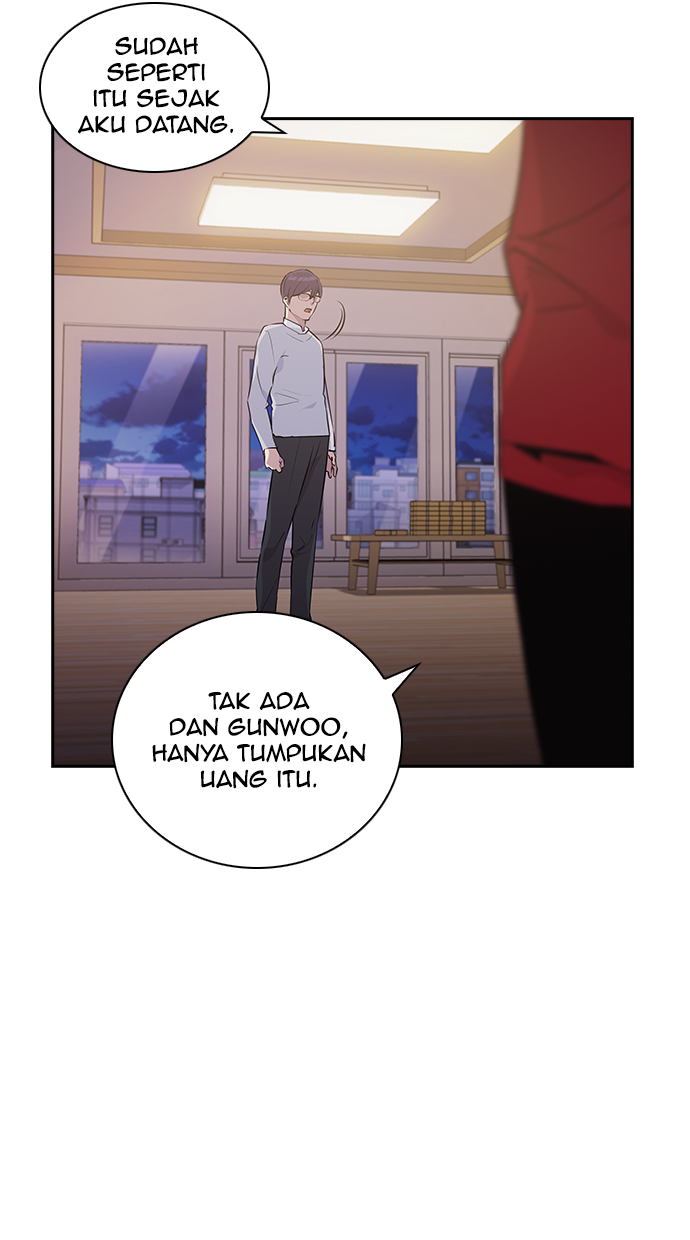 SUDAH
SEPERTI
ITU SEJAK
AKU DATANG.
TAK ADA
DAN GUNWOO,
HANYA TUMPUKAN
UANG ITU.